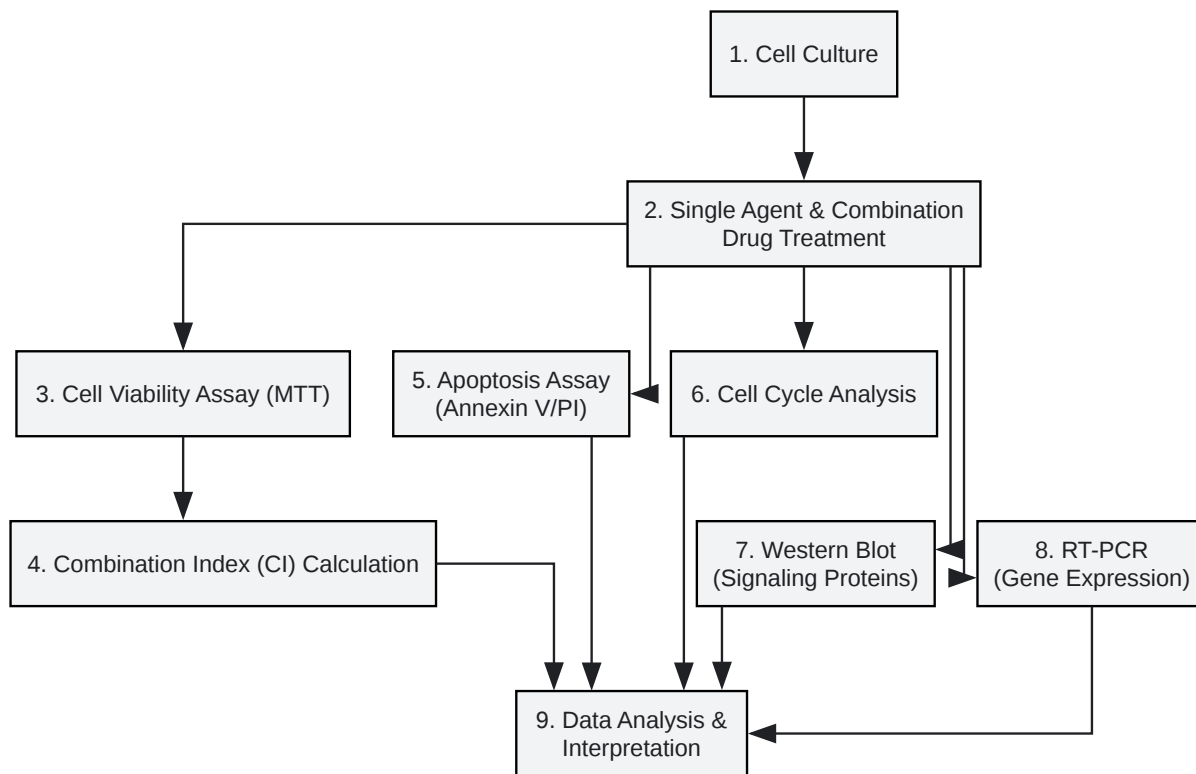 1. Cell Culture
2. Single Agent & Combination
Drug Treatment
3. Cell Viability Assay (MTT)
5. Apoptosis Assay
(Annexin V/PI)
6. Cell Cycle Analysis
4. Combination Index (CI) Calculation
7. Western Blot
(Signaling Proteins)
8. RT-PCR
(Gene Expression)
9. Data Analysis &
Interpretation